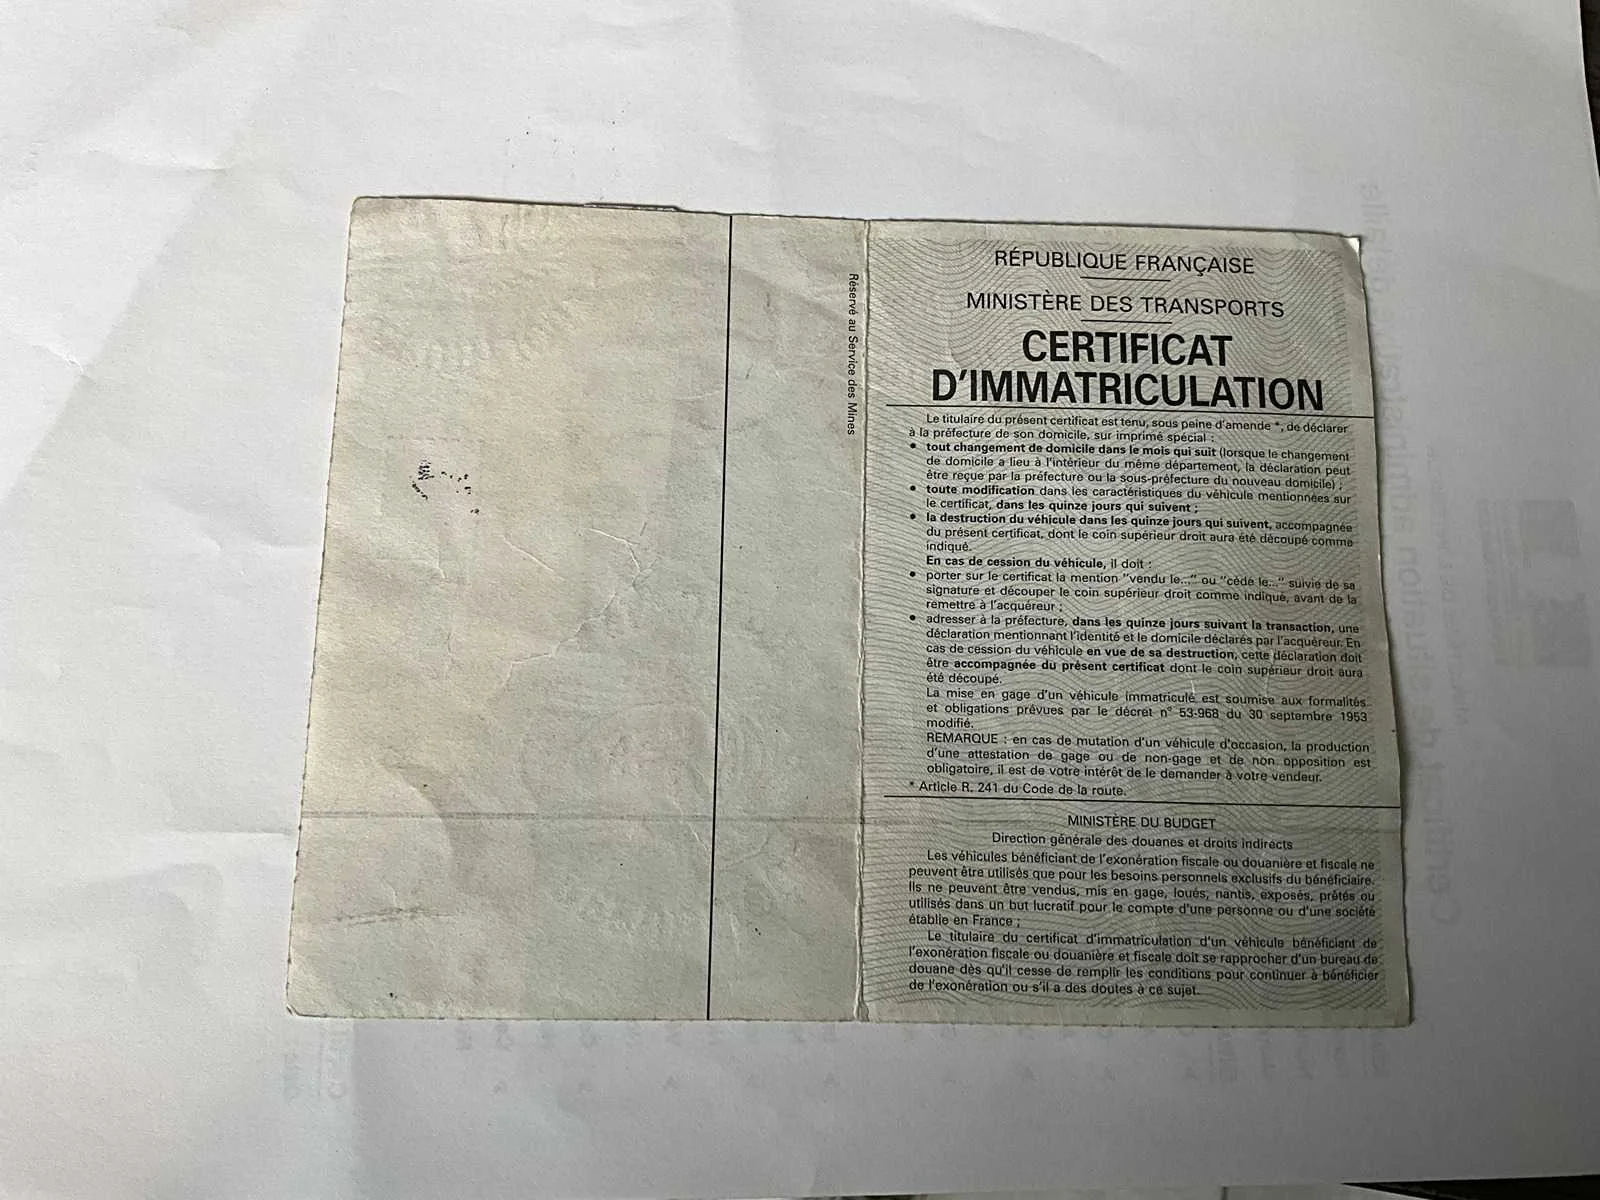 Réservé au Service des Mines
RÉPUBLIQUE FRANÇAISE
MINISTÈRE DES TRANSPORTS
CERTIFICAT
D'IMMATRICULATION
Le titulaire du présent certificat est tenu, sous peine d'amende *, de déclarer
à la préfecture de son domicile, sur imprimé spécial :
• tout changement de domicile dans le mois qui suit (lorsque le changement
de domicile a lieu à l'intérieur du même département, la déclaration peut
être reçue par la préfecture ou la sous-préfecture du nouveau domicile) ;
• toute modification dans les caractéristiques du véhicule mentionnées sur
le certificat, dans les quinze jours qui suivent ;
• la destruction du véhicule dans les quinze jours qui suivent, accompagnée
du présent certificat, dont le coin supérieur droit aura été découpé comme
indiqué.
En cas de cession du véhicule, il doit :
• porter sur le certificat la mention "vendu le..." ou "cédé le..." suivie de sa
signature et découper le coin supérieur droit comme indiqué, avant de la
remettre à l'acquéreur ;
• adresser à la préfecture, dans les quinze jours suivant la transaction, une
déclaration mentionnant l'identité et le domicile déclarés par l'acquéreur. En
cas de cession du véhicule en vue de sa destruction, cette déclaration doit
être accompagnée du présent certificat dont le coin supérieur droit aura
été découpé.
La mise en gage d'un véhicule immatriculé est soumise aux formalités
et obligations prévues par le décret n° 53-968 du 30 septembre 1953
modifié.
REMARQUE : en cas de mutation d'un véhicule d'occasion, la production
d'une attestation de gage ou de non-gage et de non opposition est
obligatoire, il est de votre intérêt de le demander à votre vendeur.
* Article R. 241 du Code de la route.
MINISTÈRE DU BUDGET
Direction générale des douanes et droits indirects
Les véhicules bénéficiant de l'exonération fiscale ou douanière et fiscale ne
peuvent être utilisés que pour les besoins personnels exclusifs du bénéficiaire.
Ils ne peuvent être vendus, mis en gage, loués, nantis, exposés, prêtés ou
utilisés dans un but lucratif pour le compte d'une personne ou d'une société
établie en France ;
Le titulaire du certificat d'immatriculation d'un véhicule bénéficiant de
l'exonération fiscale ou douanière et fiscale doit se rapprocher d'un bureau de
douane dès qu'il cesse de remplir les conditions pour continuer à bénéficier
de l'exonération ou s'il a des doutes à ce sujet.